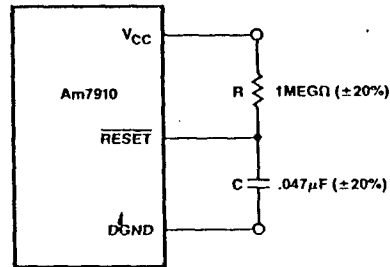 VCC
Am7910
R 1MEGΩ (±20%)
RESET
C .047μF (±20%)
DGND